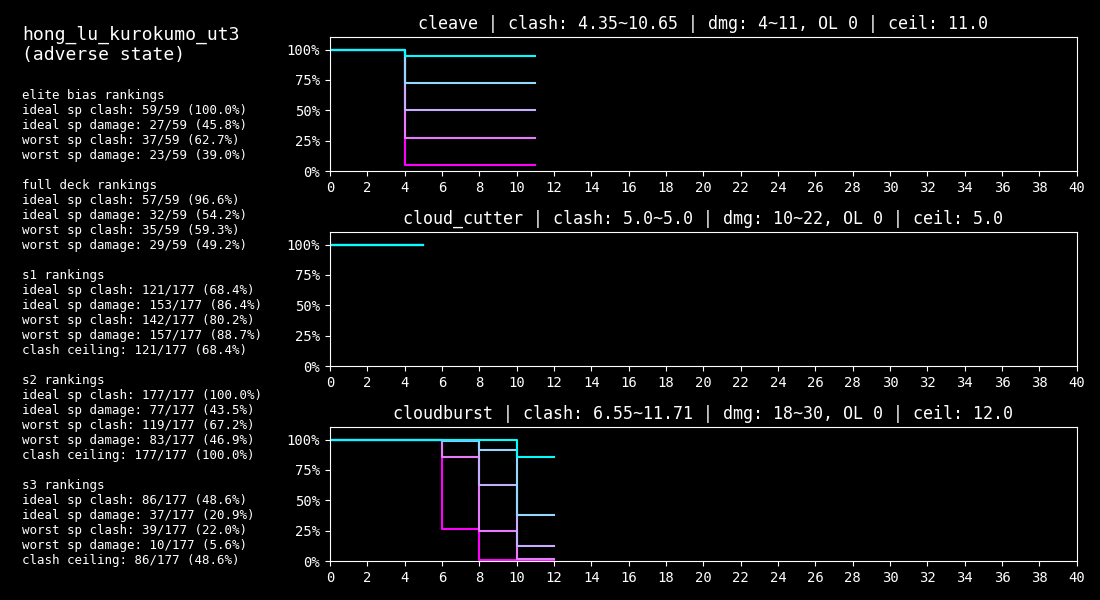 hong_lu_kurokumo_ut3
(adverse state)
elite bias rankings
ideal sp clash: 59/59 (100.0%)
ideal sp damage: 27/59 (45.8%)
worst sp clash: 37/59 (62.7%)
worst sp damage: 23/59 (39.0%)
full deck rankings
ideal sp clash: 57/59 (96.6%)
ideal sp damage: 32/59 (54.2%)
worst sp clash: 35/59 (59.3%)
worst sp damage: 29/59 (49.2%)
s1 rankings
ideal sp clash: 121/177 (68.4%)
ideal sp damage: 153/177 (86.4%)
worst sp clash: 142/177 (80.2%)
worst sp damage: 157/177 (88.7%)
clash ceiling: 121/177 (68.4%)
s2 rankings
ideal sp clash: 177/177 (100.0%)
ideal sp damage: 77/177 (43.5%)
worst sp clash: 119/177 (67.2%)
worst sp damage: 83/177 (46.9%)
clash ceiling: 177/177 (100.0%)
s3 rankings
ideal sp clash: 86/177 (48.6%)
ideal sp damage: 37/177 (20.9%)
worst sp clash: 39/177 (22.0%)
worst sp damage: 10/177 (5.6%)
clash ceiling: 86/177 (48.6%)
cleave | clash: 4.35~10.65 | dmg: 4~11, OL 0 | ceil: 11.0
100%
75%
50%
25%
0%
0 2 4 6 8 10 12 14 16 18 20 22 24 26 28 30 32 34 36 38 40
cloud_cutter | clash: 5.0~5.0 | dmg: 10~22, OL 0 | ceil: 5.0
100%
75%
50%
25%
0%
0 2 4 6 8 10 12 14 16 18 20 22 24 26 28 30 32 34 36 38 40
cloudburst | clash: 6.55~11.71 | dmg: 18~30, OL 0 | ceil: 12.0
100%
75%
50%
25%
0%
0 2 4 6 8 10 12 14 16 18 20 22 24 26 28 30 32 34 36 38 40